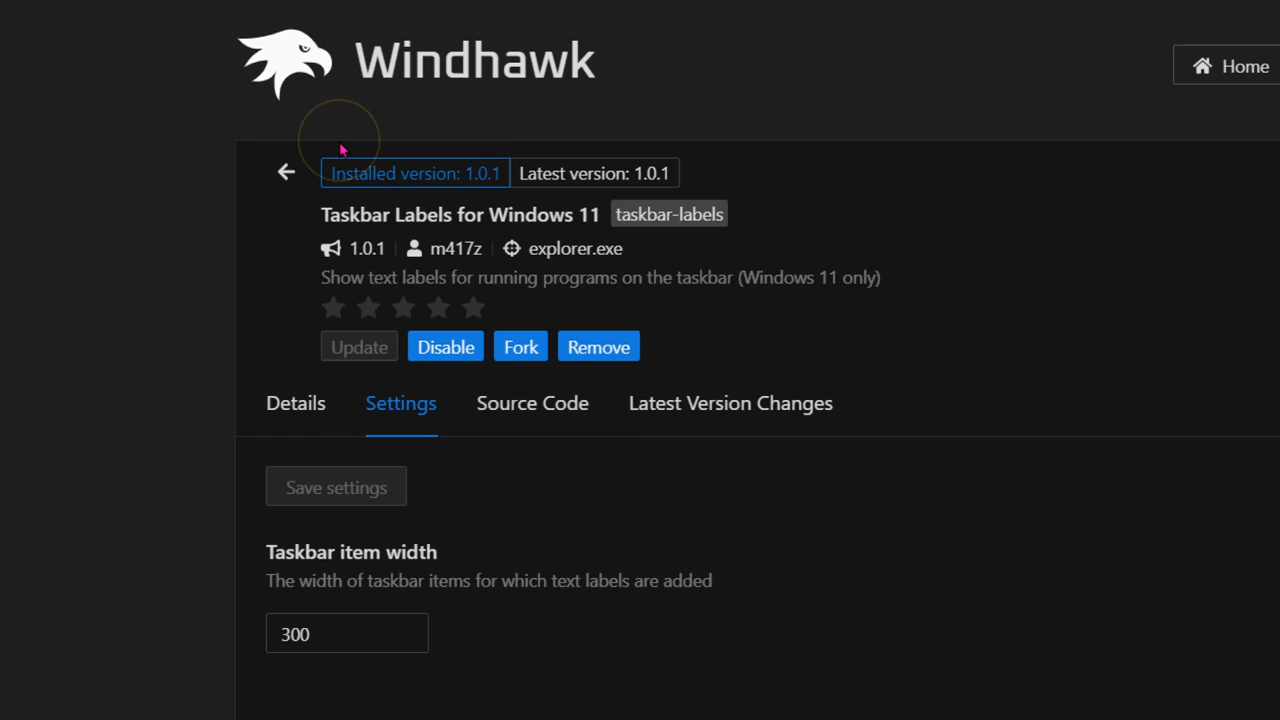 Windhawk
Home
Installed version: 1.0.1 Latest version: 1.0.1
Taskbar Labels for Windows 11 taskbar-labels
1.0.1 m417z explorer.exe
Show text labels for running programs on the taskbar (Windows 11 only)
Update Disable Fork Remove
Details Settings Source Code Latest Version Changes
Save settings
Taskbar item width
The width of taskbar items for which text labels are added
300